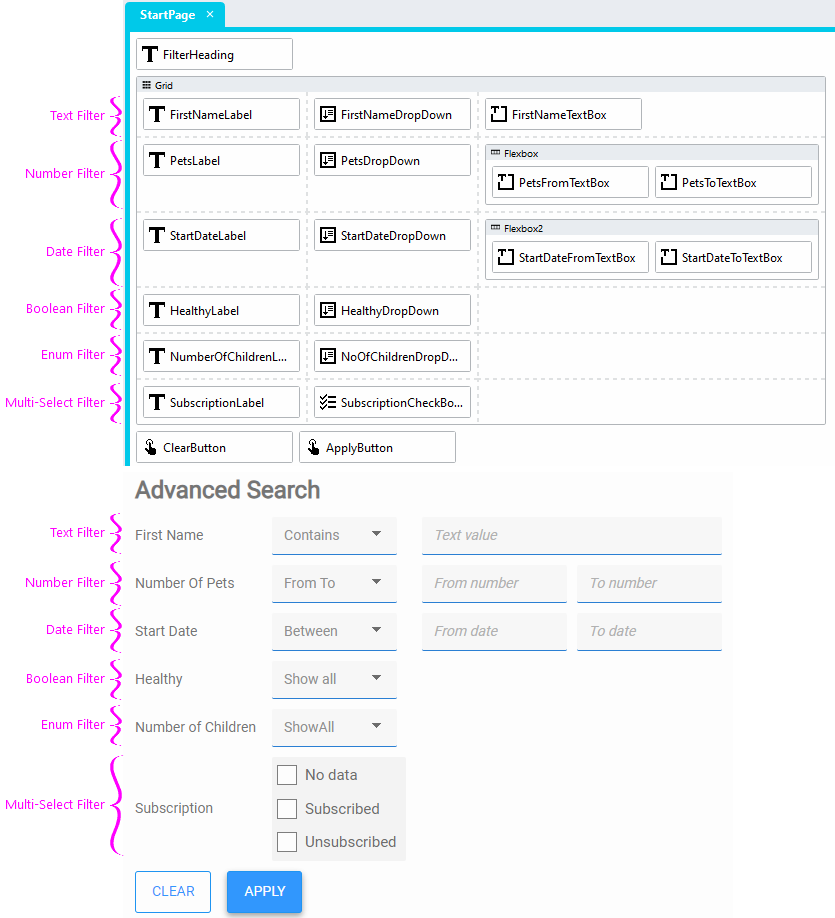 StartPage ×
FilterHeading
Grid
Text Filter FirstNameLabel FirstNameDropDown FirstNameTextBox
Number Filter PetsLabel PetsDropDown Flexbox
PetsFromTextBox PetsToTextBox
Date Filter StartDateLabel StartDateDropDown Flexbox2
StartDateFromTextBox StartDateToTextBox
Boolean Filter HealthyLabel HealthyDropDown
Enum Filter NumberOfChildrenL... NoOfChildrenDropD...
Multi-Select Filter SubscriptionLabel SubscriptionCheckBo...
ClearButton ApplyButton
Advanced Search
Text Filter First Name Contains Text value
Number Filter Number Of Pets From To From number To number
Date Filter Start Date Between From date To date
Boolean Filter Healthy Show all
Enum Filter Number of Children ShowAll
No data
Multi-Select Filter Subscription Subscribed
Unsubscribed
CLEAR APPLY